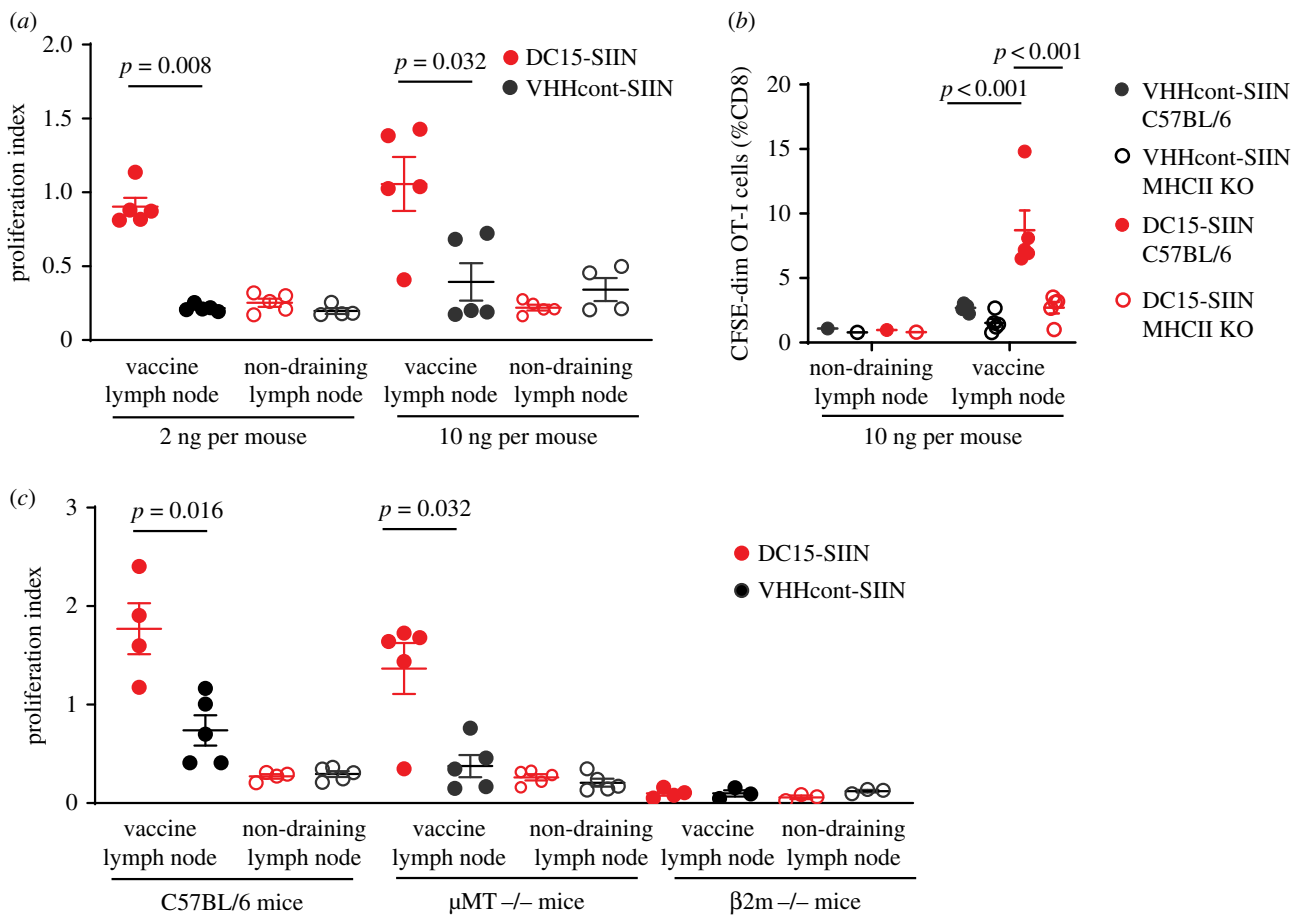 (a)
2.0
1.5
1.0
0.5
0
proliferation index
p = 0.008
p = 0.032
DC15-SIIN
VHHcont-SIIN
vaccine
lymph node
non-draining
lymph node
vaccine
lymph node
non-draining
lymph node
2 ng per mouse
10 ng per mouse
(b)
p < 0.001
p < 0.001
20
15
10
5
0
CFSE-dim OT-I cells (%CD8)
VHHcont-SIIN
C57BL/6
VHHcont-SIIN
MHCII KO
DC15-SIIN
C57BL/6
DC15-SIIN
MHCII KO
non-draining
lymph node
vaccine
lymph node
10 ng per mouse
(c)
3
2
1
0
proliferation index
p = 0.016
p = 0.032
DC15-SIIN
VHHcont-SIIN
vaccine
lymph node
non-draining
lymph node
vaccine
lymph node
non-draining
lymph node
vaccine
lymph node
non-draining
lymph node
C57BL/6 mice
µMT –/– mice
β2m –/– mice